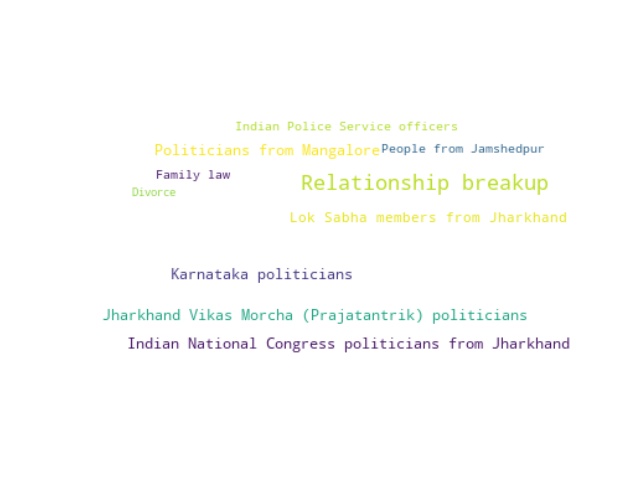 Indian Police Service officers
Politicians from Mangalore
People from Jamshedpur
Family law
Relationship breakup
Divorce
Lok Sabha members from Jharkhand
Karnataka politicians
Jharkhand Vikas Morcha (Prajatantrik) politicians
Indian National Congress politicians from Jharkhand